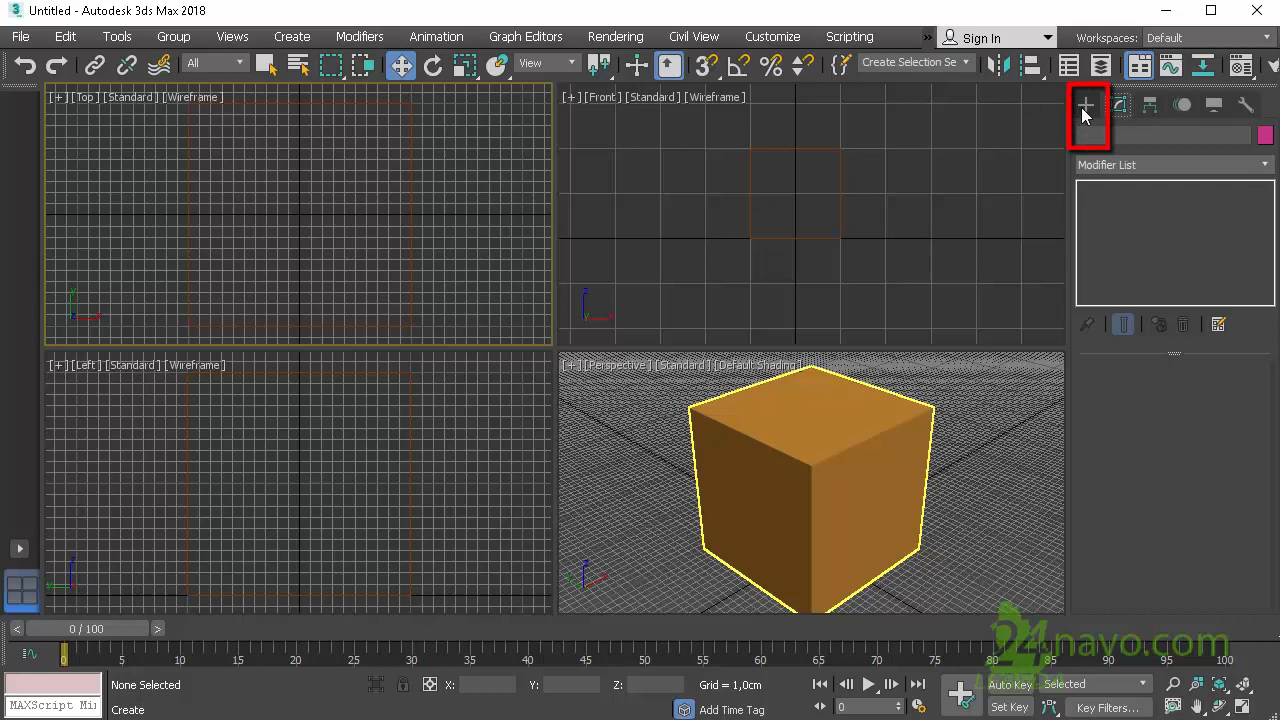 3 Untitled - Autodesk 3ds Max 2018
File Edit Tools Group Views Create Modifiers Animation Graph Editors Rendering Civil View Customize Scripting » Sign In Workspaces: Default
All View 3 % Create Selection Se
[+] [Top] [Standard] [Wireframe]
[+] [Front] [Standard] [Wireframe]
Modifier List
y x z
z y x
[+] [Left] [Standard] [Wireframe]
[+] [Perspective] [Standard] [Default Shading]
z y
z y x
< 0 / 100 >
24navo.com
0 5 10 15 20 25 30 35 40 45 50 55 60 65 70 75 80 85 90 95 100
None Selected X: Y: Z: Grid = 1,0cm Auto Key Selected
MAXScript Mi Create Add Time Tag 0 Set Key Key Filters...